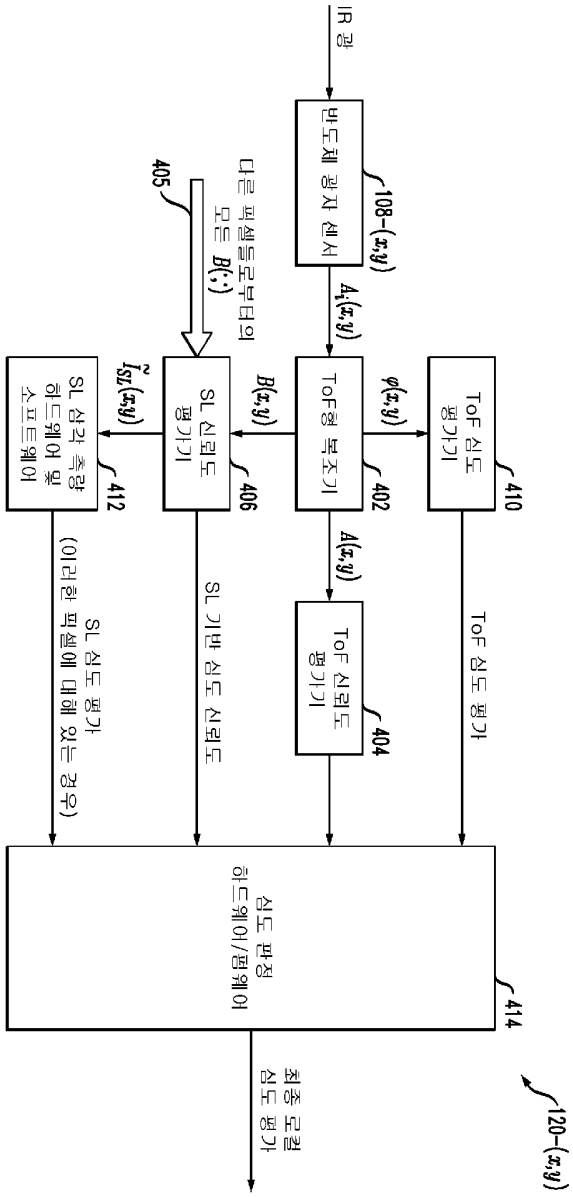 120-(x,y)
IR 광
108-(x,y)
반도체 광자 센서
A_i(x,y)
405
다른 픽셀들로부터의
모든 B(:,:)
φ(x,y)
ToF 심도
평가기
410
ToF 심도 평가
ToF형 복조기
402
A(x,y)
ToF 신뢰도
평가기
404
B(x,y)
SL 신뢰도
평가기
406
SL 기반 심도 신뢰도
Ĩ_SL(x,y)
SL 삼각 측량
하드웨어 및
소프트웨어
412
SL 심도 평가
(이러한 픽셀에 대해 있는 경우)
심도 판정
하드웨어/펌웨어
414
최종 로컬
심도 평가